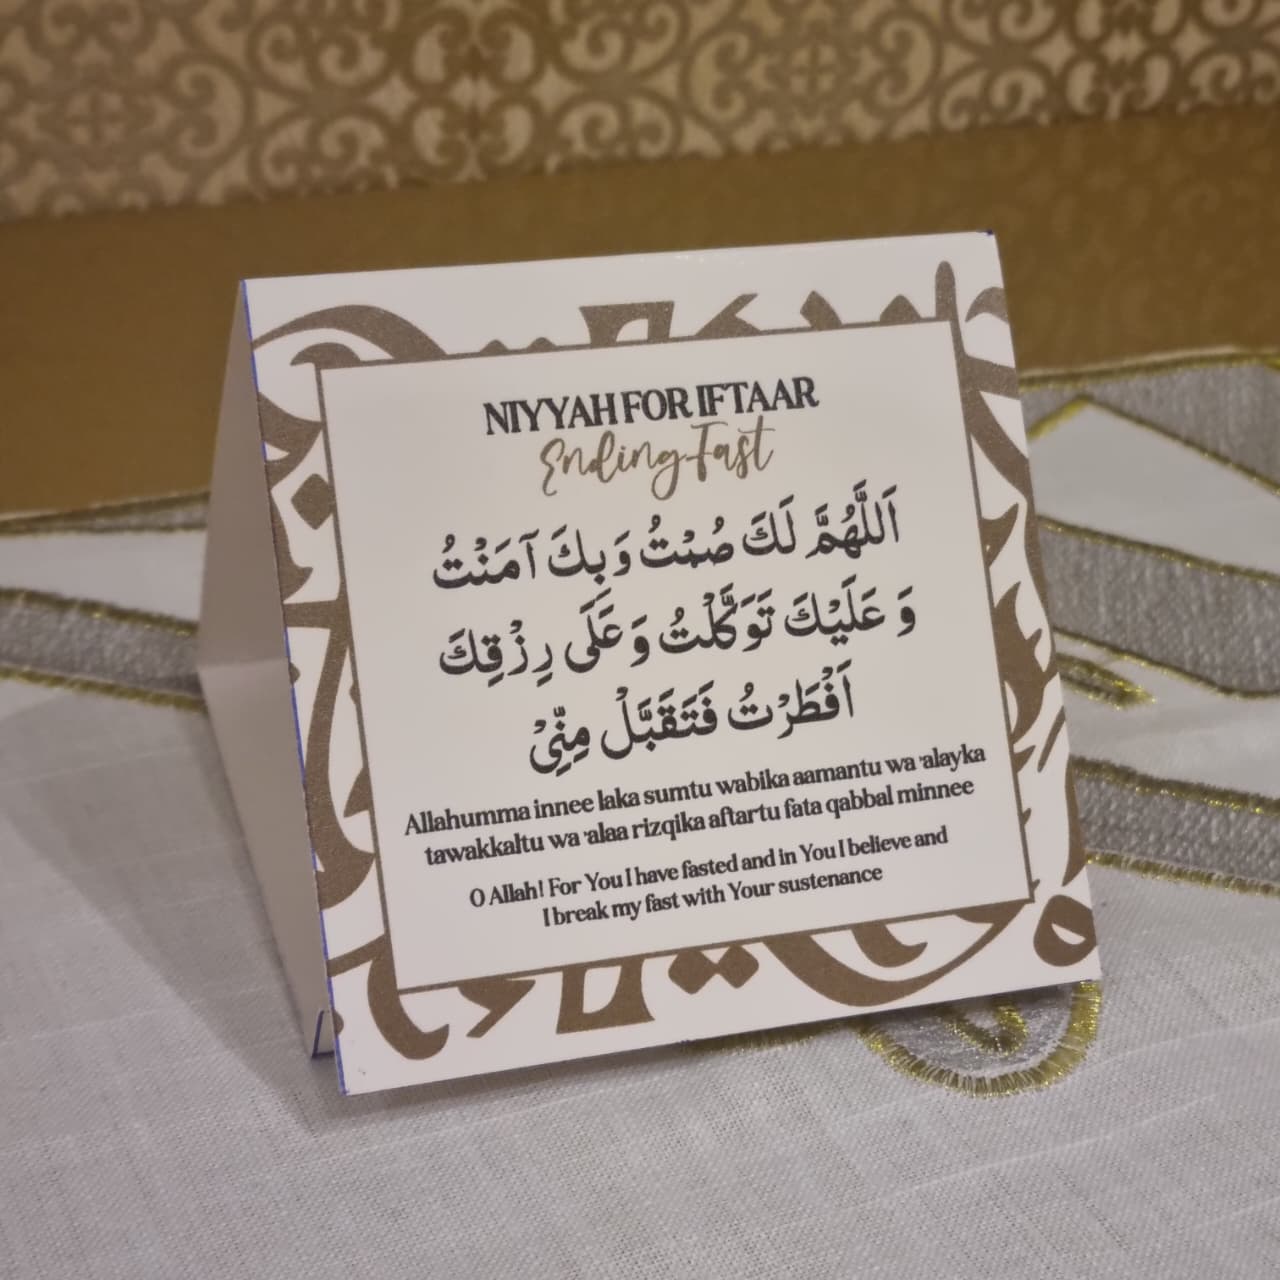 NIYYAH FOR IFTAAR
Ending Fast
اَللَّهُمَّ لَكَ صُمْتُ وَبِكَ آمَنْتُ
وَ عَلَيْكَ تَوَكَّلْتُ وَعَلَى رِزْقِكَ
اَفْطَرْتُ فَتَقَبَّلْ مِنِّيْ
Allahumma innee laka sumtu wabika aamantu wa 'alayka
tawakkaltu wa 'alaa rizqika aftartu fata qabbal minnee
O Allah! For You I have fasted and in You I believe and
I break my fast with Your sustenance